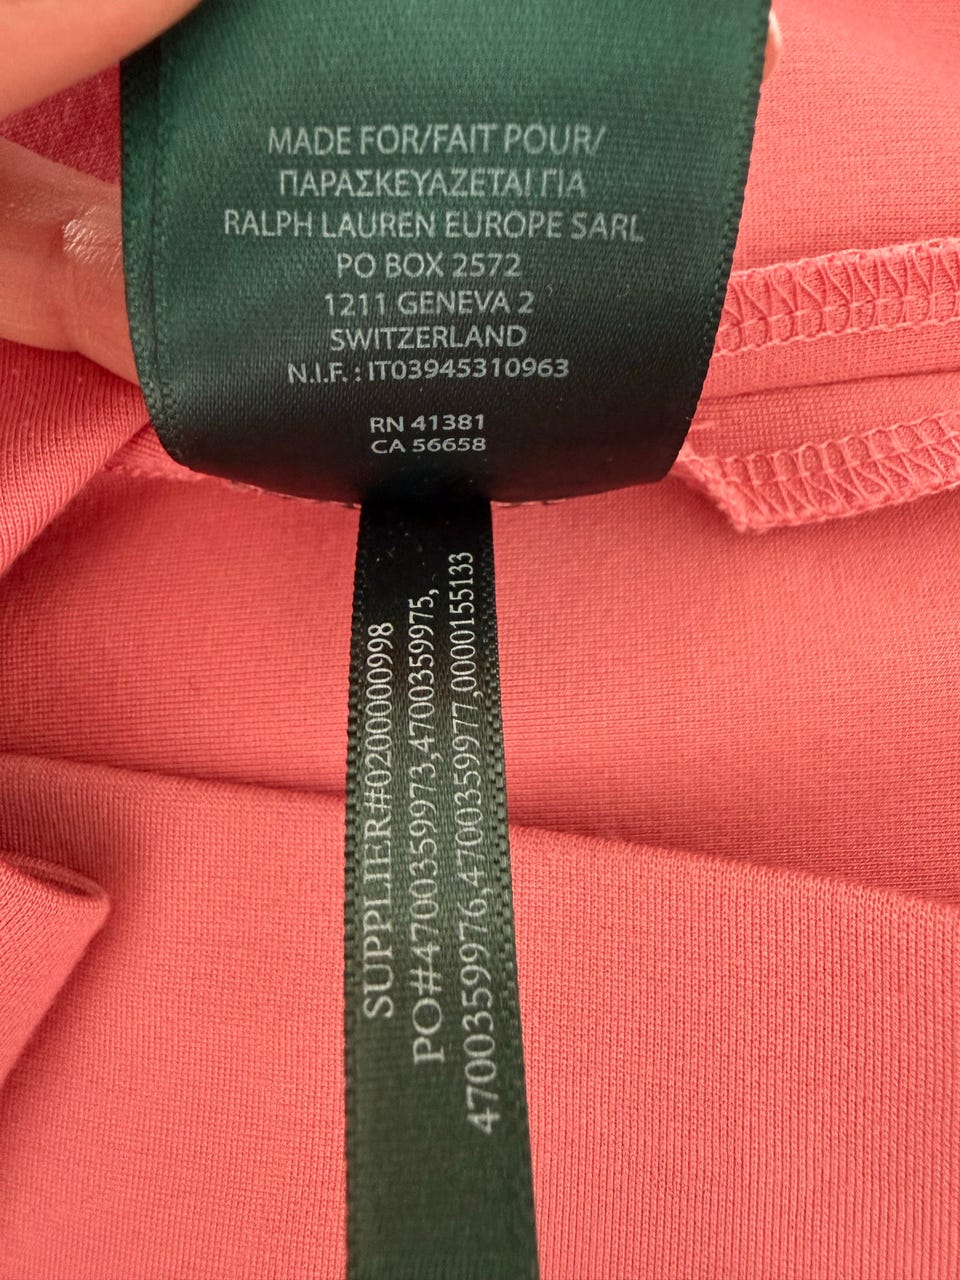 MADE FOR/FAIT POUR/
ΠΑΡΑΣΚΕΥΑΖΕΤΑΙ ΓΙΑ
RALPH LAUREN EUROPE SARL
PO BOX 2572
1211 GENEVA 2
SWITZERLAND
N.I.F. : IT03945310963
RN 41381
CA 56658
SUPPLIER#0200000998
PO#4700359973,4700359975,
4700359976,4700359977,0000155133